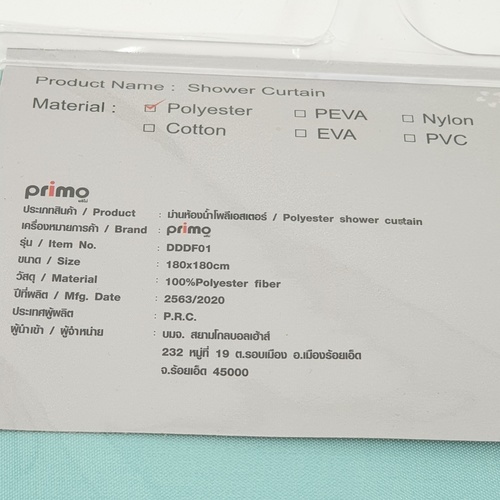 Product Name : Shower Curtain
Material : ☑ Polyester ☐ PEVA ☐ Nylon
☐ Cotton ☐ EVA ☐ PVC
primo
ประเภทสินค้า / Product : ม่านห้องน้ำโพลีเอสเตอร์ / Polyester shower custain
เครื่องหมายการค้า / Brand : primo
รุ่น / Item No. : DDDF01
ขนาด / Size : 180x180cm
วัสดุ / Material : 100%Polyester fiber
ปีที่ผลิต / Mfg. Date : 2563/2020
ประเทศผู้ผลิต : P.R.C.
ผู้นำเข้า / ผู้จำหน่าย : บมจ. สยามโกลบอลเฮ้าส์
232 หมู่ที่ 19 ต.รอบเมือง อ.เมืองร้อยเอ็ด
จ.ร้อยเอ็ด 45000